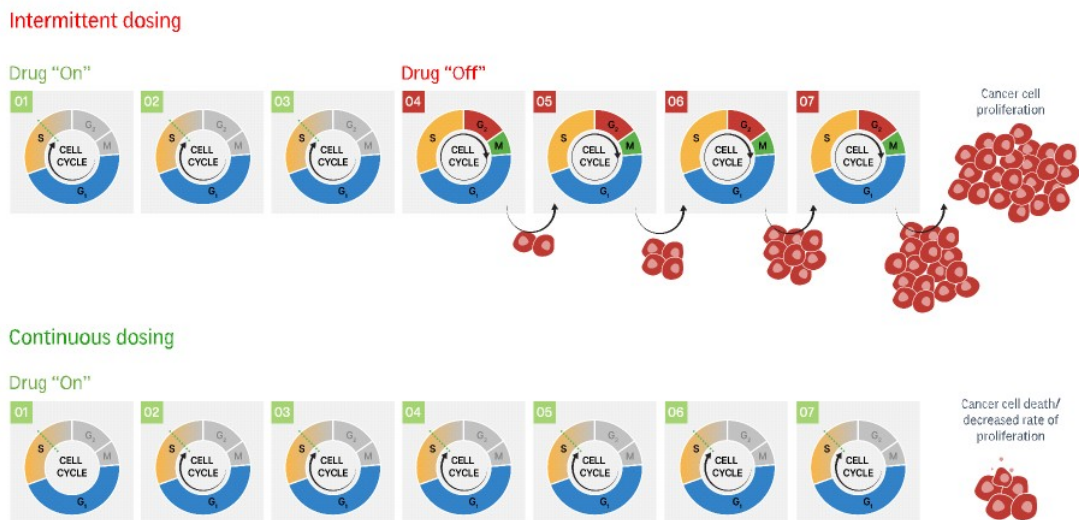 Intermittent dosing
Drug “On”
Drug “Off”
01
02
03
04
05
06
07
S
G₂
M
G₁
CELL
CYCLE
S
G₂
M
G₁
CELL
CYCLE
S
G₂
M
G₁
CELL
CYCLE
S
G₂
M
G₁
CELL
CYCLE
S
G₂
M
G₁
CELL
CYCLE
S
G₂
M
G₁
CELL
CYCLE
S
G₂
M
G₁
CELL
CYCLE
Cancer cell
proliferation
Continuous dosing
Drug “On”
01
02
03
04
05
06
07
S
G₂
M
G₁
CELL
CYCLE
S
G₂
M
G₁
CELL
CYCLE
S
G₂
M
G₁
CELL
CYCLE
S
G₂
M
G₁
CELL
CYCLE
S
G₂
M
G₁
CELL
CYCLE
S
G₂
M
G₁
CELL
CYCLE
S
G₂
M
G₁
CELL
CYCLE
Cancer cell death/
decreased rate of
proliferation